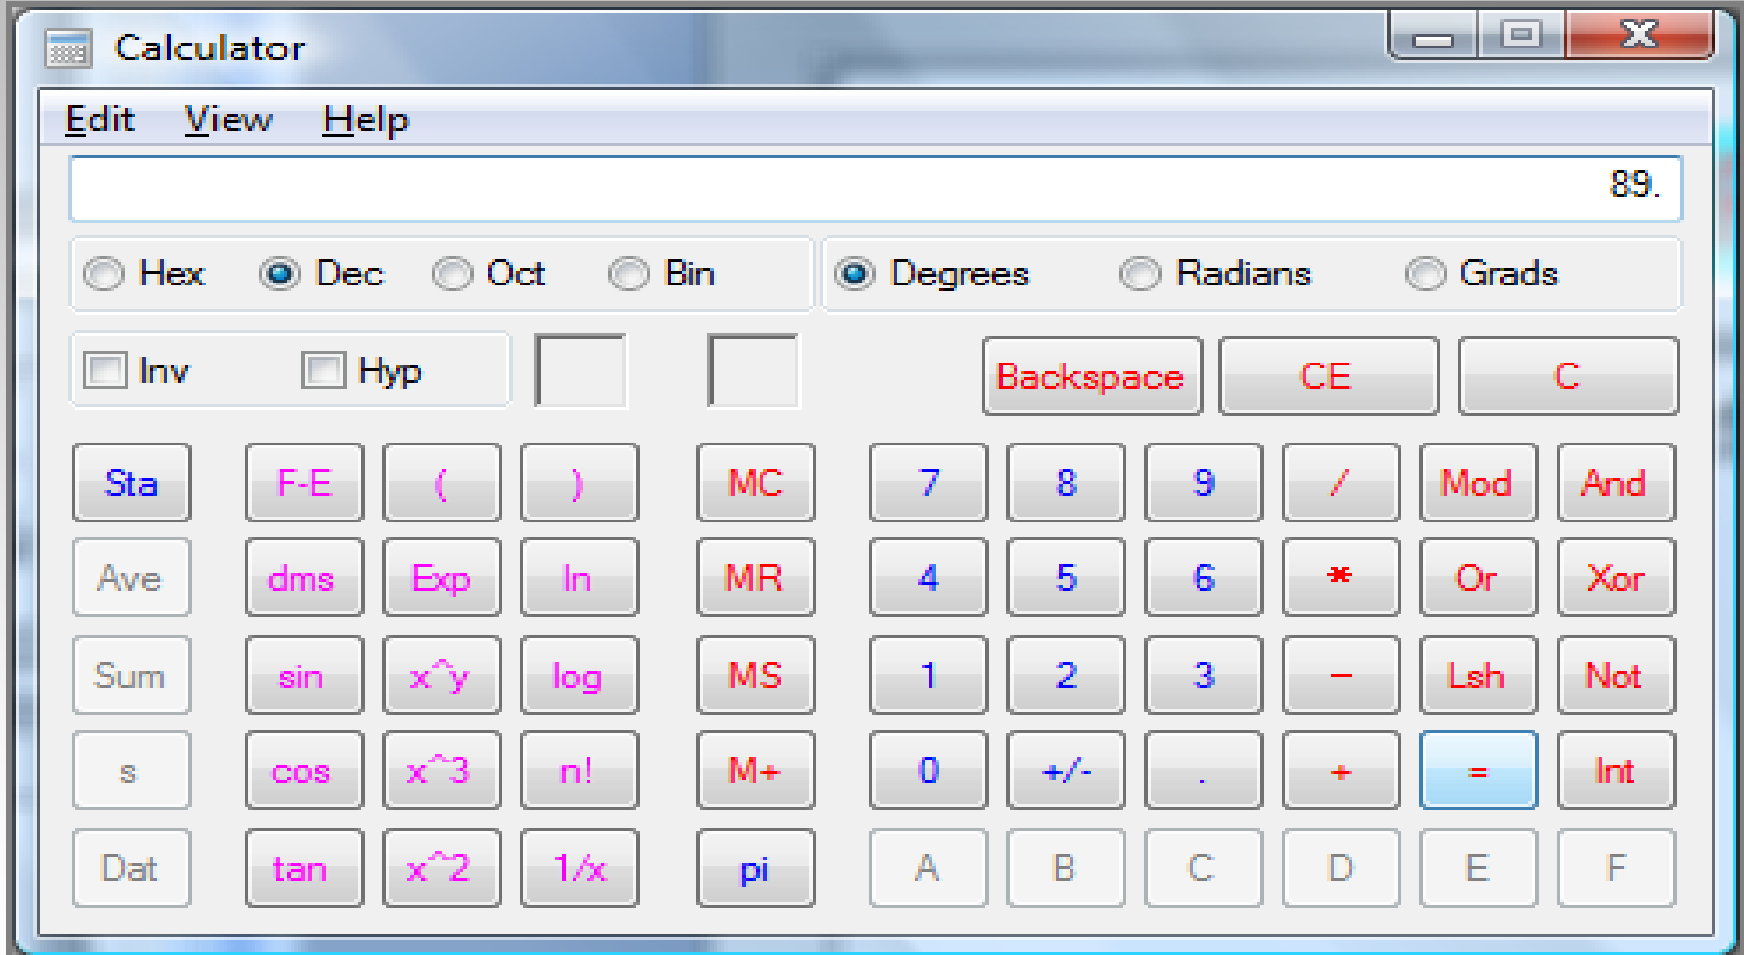 Calculator
Edit View Help
89.
Hex Dec Oct Bin Degrees Radians Grads
Inv Hyp Backspace CE C
Sta F-E ( ) MC 7 8 9 / Mod And
Ave dms Exp ln MR 4 5 6 * Or Xor
Sum sin x^y log MS 1 2 3 - Lsh Not
s cos x^3 n! M+ 0 +/- . + = Int
Dat tan x^2 1/x pi A B C D E F